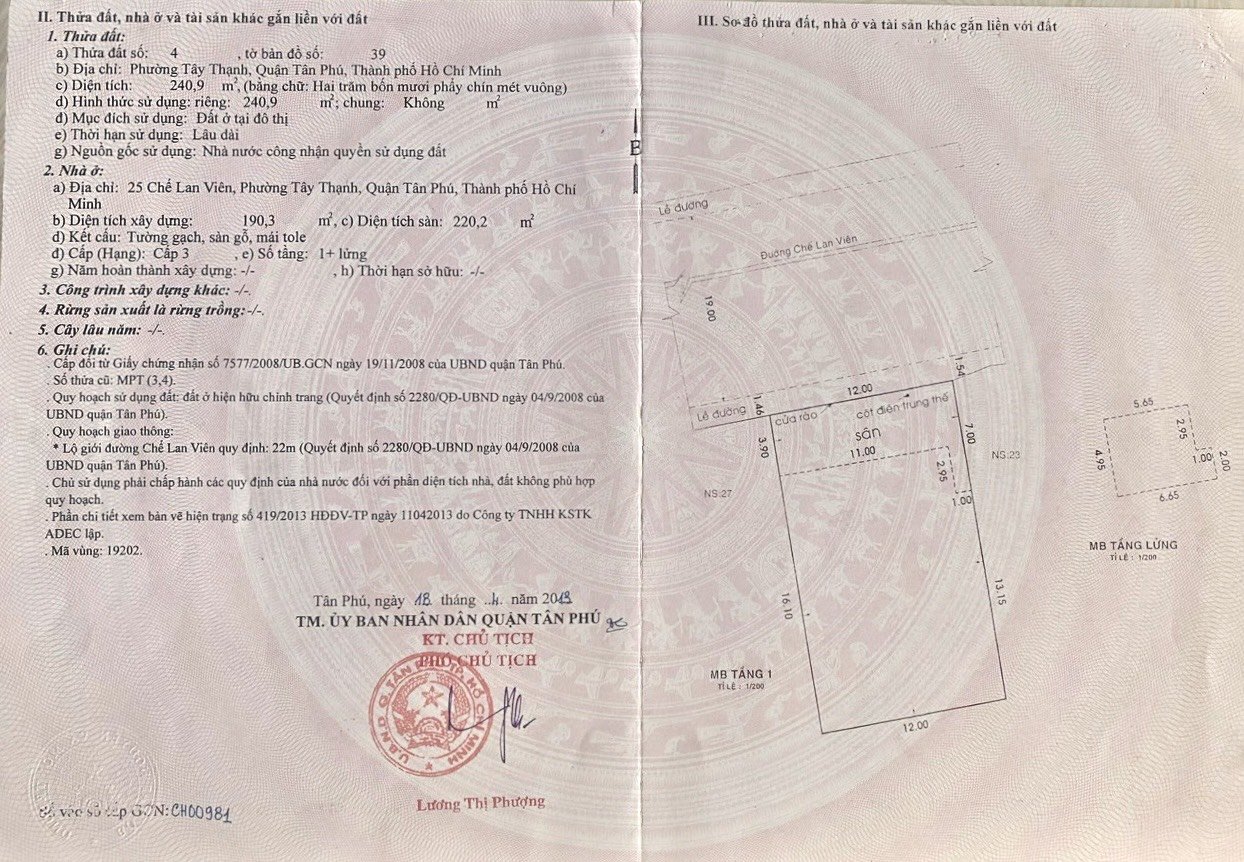 II. Thửa đất, nhà ở và tài sản khác gắn liền với đất
1. Thửa đất:
a) Thửa đất số: 4 , tờ bản đồ số: 39
b) Địa chỉ: Phường Tây Thạnh, Quận Tân Phú, Thành phố Hồ Chí Minh
c) Diện tích: 240,9 m², (bằng chữ: Hai trăm bốn mươi phẩy chín mét vuông)
d) Hình thức sử dụng: riêng: 240,9 m²; chung: Không m²
đ) Mục đích sử dụng: Đất ở tại đô thị
e) Thời hạn sử dụng: Lâu dài
g) Nguồn gốc sử dụng: Nhà nước công nhận quyền sử dụng đất
2. Nhà ở:
a) Địa chỉ: 25 Chế Lan Viên, Phường Tây Thạnh, Quận Tân Phú, Thành phố Hồ Chí
Minh
b) Diện tích xây dựng: 190,3 m², c) Diện tích sàn: 220,2 m²
d) Kết cấu: Tường gạch, sàn gỗ, mái tole
đ) Cấp (Hạng): Cấp 3 , e) Số tầng: 1+ lửng
g) Năm hoàn thành xây dựng: -/- , h) Thời hạn sở hữu: -/-
3. Công trình xây dựng khác: -/-.
4. Rừng sản xuất là rừng trồng:-/-.
5. Cây lâu năm: -/-.
6. Ghi chú:
. Cấp đổi từ Giấy chứng nhận số 7577/2008/UB.GCN ngày 19/11/2008 của UBND quận Tân Phú.
. Số thửa cũ: MPT (3,4).
. Quy hoạch sử dụng đất: đất ở hiện hữu chỉnh trang (Quyết định số 2280/QĐ-UBND ngày 04/9/2008 của
UBND quận Tân Phú).
. Quy hoạch giao thông:
* Lộ giới đường Chế Lan Viên quy định: 22m (Quyết định số 2280/QĐ-UBND ngày 04/9/2008 của
UBND quận Tân Phú).
. Chủ sử dụng phải chấp hành các quy định của nhà nước đối với phần diện tích nhà, đất không phù hợp
quy hoạch.
. Phần chi tiết xem bản vẽ hiện trạng số 419/2013 HĐĐV-TP ngày 11042013 do Công ty TNHH KSTK
ADEC lập.
. Mã vùng: 19202.
Tân Phú, ngày 18 tháng .4. năm 2013
TM. ỦY BAN NHÂN DÂN QUẬN TÂN PHÚ
KT. CHỦ TỊCH
PHÓ CHỦ TỊCH
U.B.N.D Q.TÂN PHÚ T.P. HỒ CHÍ MINH
Lương Thị Phượng
Số vào sổ cấp GCN: CH00981
III. Sơ đồ thửa đất, nhà ở và tài sản khác gắn liền với đất
B
Lề đường
Đường Chế Lan Viên
19.00
1.54
12.00
Lề đường
1.46
cửa rào
cột điện trung thế
sân
3.90
11.00
7.00
2.95
1.00
NS:23
NS:27
16.10
13.15
12.00
MB TẦNG 1
TỈ LỆ : 1/200
5.65
2.95
4.95
1.00
2.00
6.65
MB TẦNG LỬNG
TỈ LỆ : 1/200